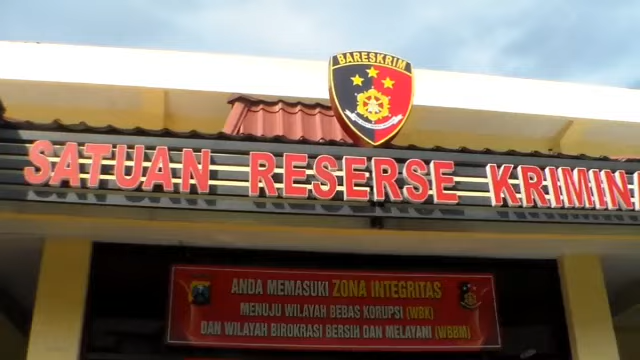 BARESKRIM
SATUAN RESERSE KRIMINA
ANDA MEMASUKI ZONA INTEGRITAS
MENUJU WILAYAH BEBAS KORUPSI (WBK)
DAN WILAYAH BIROKRASI BERSIH DAN MELAYANI (WBBM)